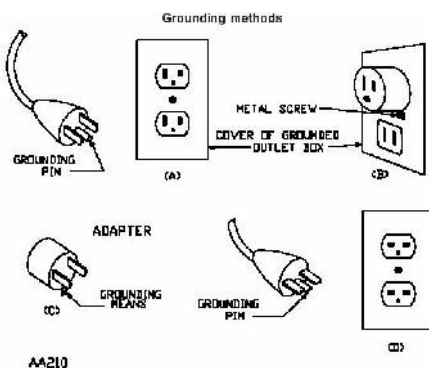 Grounding methods
METAL SCREW
COVER OF GROUNDED
OUTLET BOX
GROUNDING
PIN
(A)
(B)
ADAPTER
GROUNDING
MEANS
(C)
GROUNDING
PIN
(D)
AA210